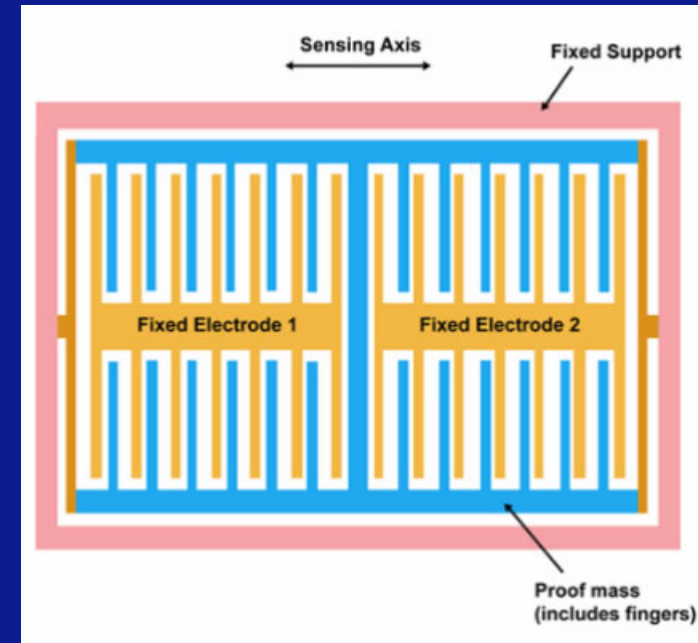 Sensing Axis
Fixed Support
Fixed Electrode 1
Fixed Electrode 2
Proof mass
(includes fingers)